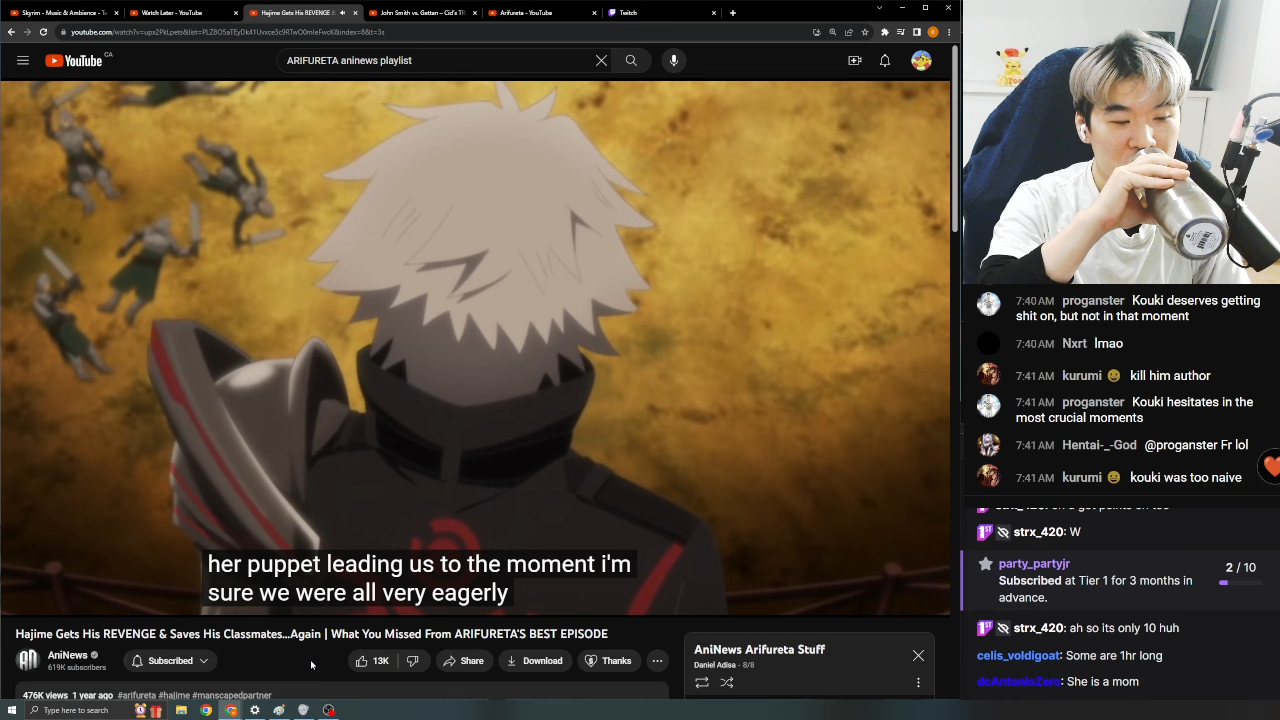 Skyrim - Music & Ambience - T
Watch Later - YouTube
Hajime Gets His REVENGE &
John Smith vs. Gettan – Cid's T
Arifureta - YouTube
Twitch
youtube.com/watch?v=upx2PkLpets&list=PLZ8O5aTEyDk41Uvxce3c9RTwO0mIeFwcK&index=8&t=3s
YouTube CA
ARIFURETA aninews playlist
her puppet leading us to the moment i'm
sure we were all very eagerly
Hajime Gets His REVENGE & Saves His Classmates...Again | What You Missed From ARIFURETA'S BEST EPISODE
AniNews
619K subscribers
Subscribed
13K
Share
Download
Thanks
476K views 1 year ago #arifureta #hajime #manscapedpartner
AniNews Arifureta Stuff
Daniel Adisa - 8/8
Type here to search
7:40 AM proganster Kouki deserves getting
shit on, but not in that moment
7:40 AM Nxrt lmao
7:41 AM kurumi kill him author
7:41 AM proganster Kouki hesitates in the
most crucial moments
7:41 AM Hentai-_-God @proganster Fr lol
7:41 AM kurumi kouki was too naive
1ST strx_420: W
party_partyjr
Subscribed at Tier 1 for 3 months in
advance.
2 / 10
1ST strx_420: ah so its only 10 huh
celis_voldigoat: Some are 1hr long
deAntonioZero: She is a mom